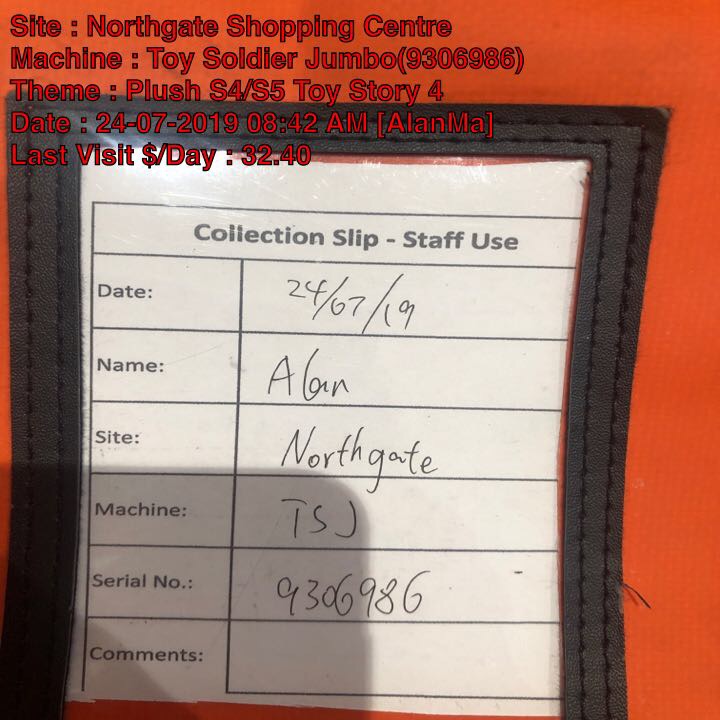 Site : Northgate Shopping Centre
Machine : Toy Soldier Jumbo(9306986)
Theme : Plush S4/S5 Toy Story 4
Date : 24-07-2019 08:42 AM [AlanMa]
Last Visit $/Day : 32.40
Collection Slip - Staff Use
Date: 24/07/19
Name: Alan
Site: Northgate
Machine: TSJ
Serial No.: 9306986
Comments: